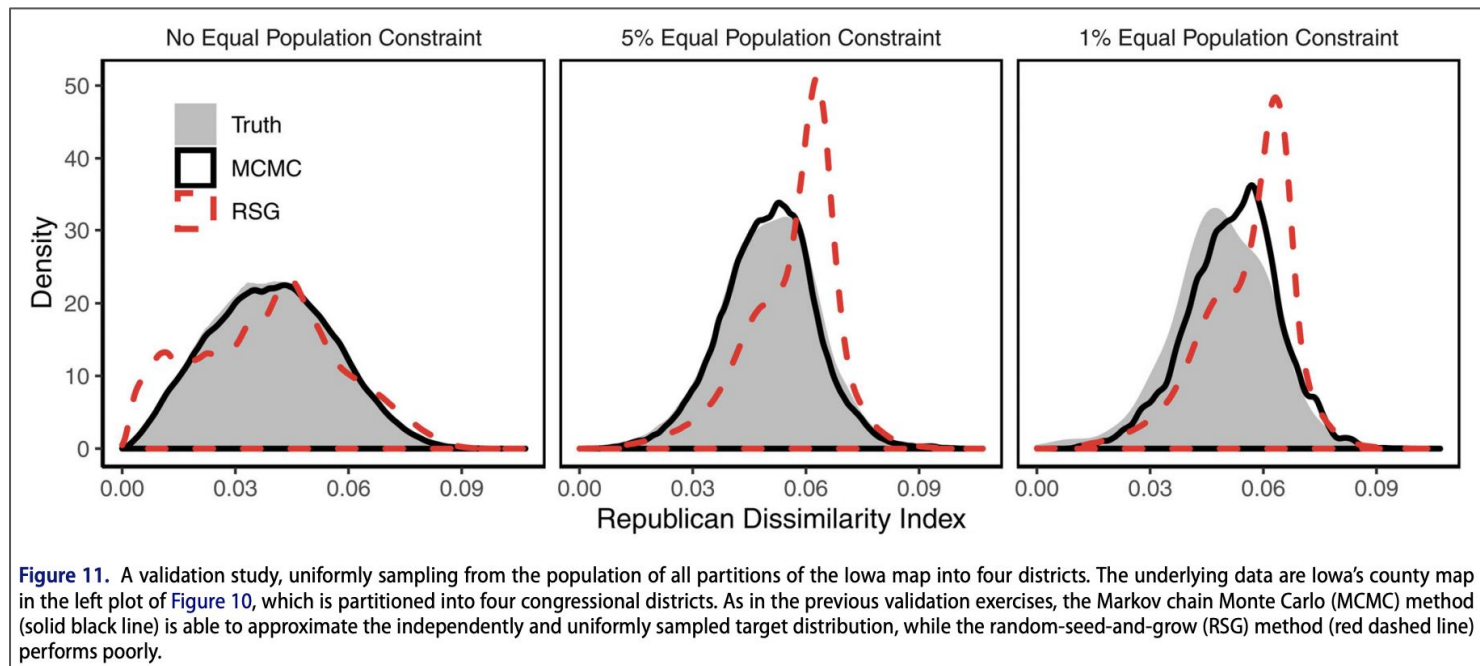 No Equal Population Constraint
5% Equal Population Constraint
1% Equal Population Constraint
50
40
30
20
10
0
Density
Truth
MCMC
RSG
0.00 0.03 0.06 0.09
0.00 0.03 0.06 0.09
0.00 0.03 0.06 0.09
Republican Dissimilarity Index
Figure 11. A validation study, uniformly sampling from the population of all partitions of the Iowa map into four districts. The underlying data are Iowa's county map
in the left plot of Figure 10, which is partitioned into four congressional districts. As in the previous validation exercises, the Markov chain Monte Carlo (MCMC) method
(solid black line) is able to approximate the independently and uniformly sampled target distribution, while the random-seed-and-grow (RSG) method (red dashed line)
performs poorly.